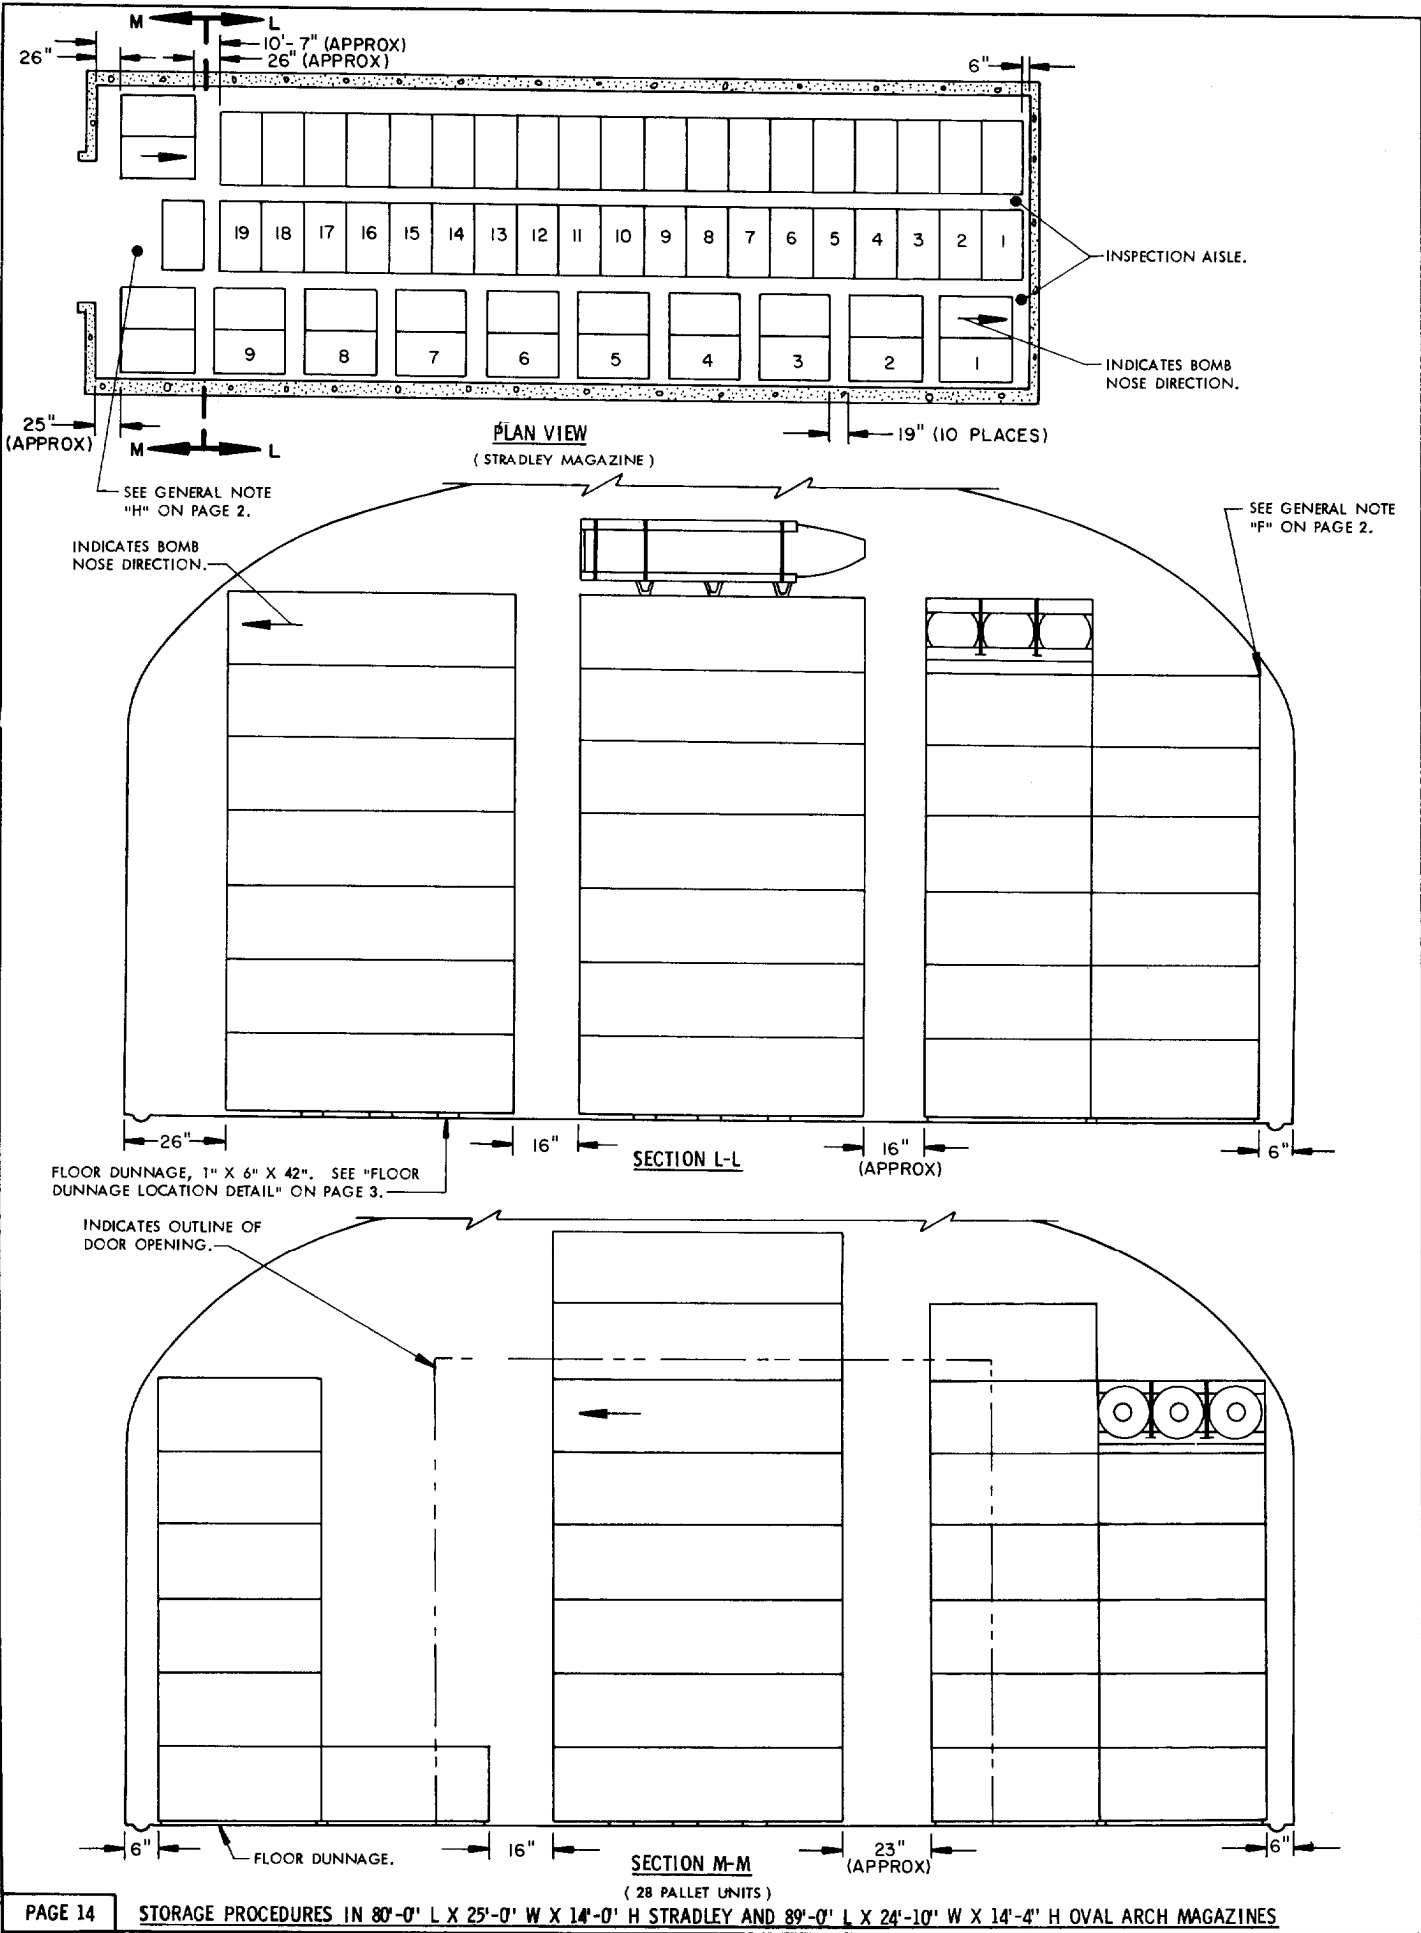 M L
10'-7" (APPROX)
26"
26" (APPROX)
6"
19 18 17 16 15 14 13 12 11 10 9 8 7 6 5 4 3 2 1
INSPECTION AISLE.
9 8 7 6 5 4 3 2 1
INDICATES BOMB
NOSE DIRECTION.
25"
(APPROX)
M L
PLAN VIEW
(STRADLEY MAGAZINE)
19" (10 PLACES)
SEE GENERAL NOTE
"H" ON PAGE 2.
SEE GENERAL NOTE
"F" ON PAGE 2.
INDICATES BOMB
NOSE DIRECTION.
26"
16"
SECTION L-L
16"
(APPROX)
6"
FLOOR DUNNAGE, 1" X 6" X 42". SEE "FLOOR
DUNNAGE LOCATION DETAIL" ON PAGE 3.
INDICATES OUTLINE OF
DOOR OPENING.
6"
FLOOR DUNNAGE.
16"
SECTION M-M
(28 PALLET UNITS)
23"
(APPROX)
6"
PAGE 14
STORAGE PROCEDURES IN 80'-0" L X 25'-0" W X 14'-0" H STRADLEY AND 89'-0" L X 24'-10" W X 14'-4" H OVAL ARCH MAGAZINES